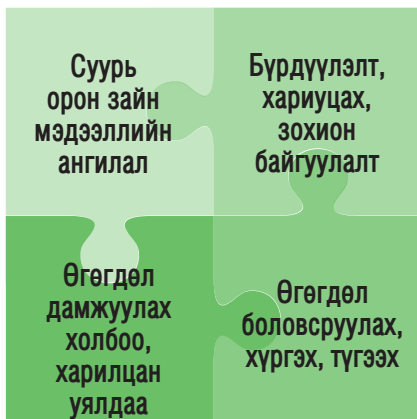 Суурь
орон зайн
мэдээллийн
ангилал
Бүрдүүлэлт,
хариуцах,
зохион
байгуулалт
Өгөгдөл
дамжуулах
холбоо,
харилцан
уялдаа
Өгөгдөл
боловсруулах,
хүргэх, түгээх